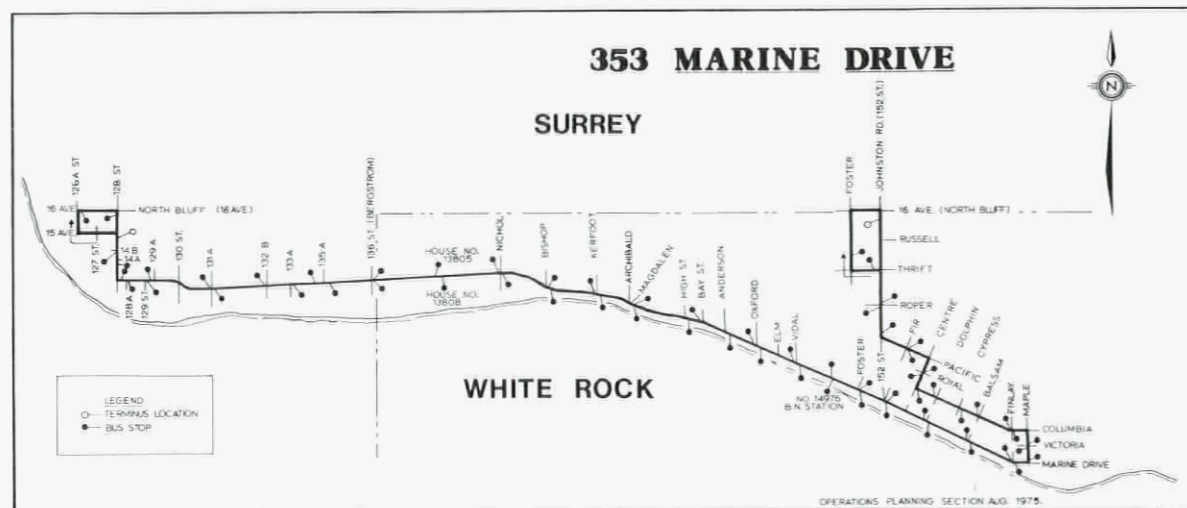 353 MARINE DRIVE
N
SURREY
126 A ST
128 ST
16 AVE
NORTH BLUFF (16 AVE)
15 AVE
127 ST.
14 B
14A
128 A
129 ST.
129 A
130 ST.
131 A
132 B
133 A
135 A
136 ST. (BERGSTROM)
HOUSE NO. 13805
HOUSE NO. 13808
NICHOL
BISHOP
KERFOOT
ARCHIBALD
MAGDALEN
HIGH ST.
BAY ST.
ANDERSON
OXFORD
ELM
VIDAL
NO. 14976
B.N. STATION
FOSTER
152 ST.
FOSTER
JOHNSTON RD. (152 ST.)
16 AVE. (NORTH BLUFF)
RUSSELL
THRIFT
ROPER
FIR
CENTRE
DOLPHIN
CYPRESS
PACIFIC
ROYAL
BALSAM
FINLAY
MAPLE
COLUMBIA
VICTORIA
MARINE DRIVE
WHITE ROCK
LEGEND
TERMINUS LOCATION
BUS STOP
OPERATIONS PLANNING SECTION AUG. 1975.